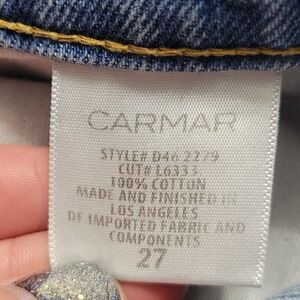 CARMAR
STYLE# D46 2279
CUT# L6333
100% COTTON
MADE AND FINISHED IN
LOS ANGELES
OF IMPORTED FABRIC AND
COMPONENTS
27